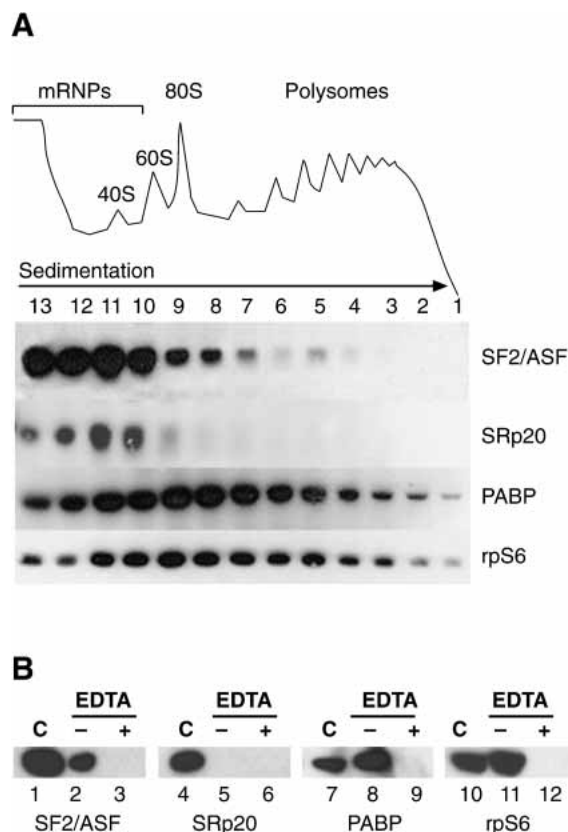 A
mRNPs 80S Polysomes
60S
40S
Sedimentation
13 12 11 10 9 8 7 6 5 4 3 2 1
SF2/ASF
SRp20
PABP
rpS6
B
EDTA EDTA EDTA EDTA
C – + C – + C – + C – +
1 2 3 4 5 6 7 8 9 10 11 12
SF2/ASF SRp20 PABP rpS6